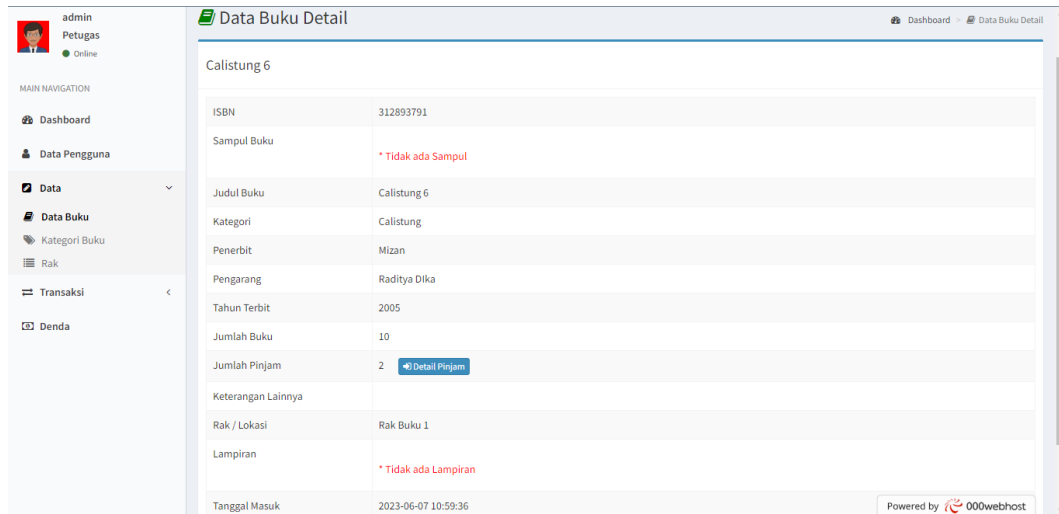 admin
Petugas
Online
MAIN NAVIGATION
Dashboard
Data Pengguna
Data
Data Buku
Kategori Buku
Rak
Transaksi
Denda
Data Buku Detail
Dashboard > Data Buku Detail
Calistung 6
ISBN 312893791
Sampul Buku
* Tidak ada Sampul
Judul Buku Calistung 6
Kategori Calistung
Penerbit Mizan
Pengarang Raditya DIka
Tahun Terbit 2005
Jumlah Buku 10
Jumlah Pinjam 2 Detail Pinjam
Keterangan Lainnya
Rak / Lokasi Rak Buku 1
Lampiran
* Tidak ada Lampiran
Tanggal Masuk 2023-06-07 10:59:36
Powered by 000webhost